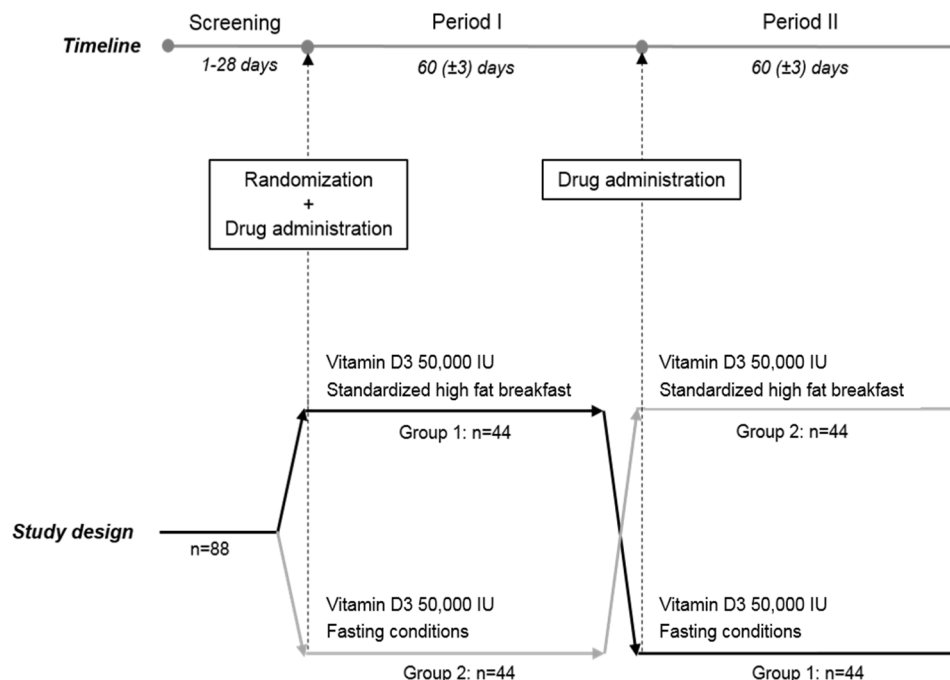 Screening
Period I
Period II
Timeline
1-28 days
60 (±3) days
60 (±3) days
Randomization
+
Drug administration
Drug administration
Vitamin D3 50,000 IU
Standardized high fat breakfast
Group 1: n=44
Vitamin D3 50,000 IU
Standardized high fat breakfast
Group 2: n=44
Study design
n=88
Vitamin D3 50,000 IU
Fasting conditions
Group 2: n=44
Vitamin D3 50,000 IU
Fasting conditions
Group 1: n=44